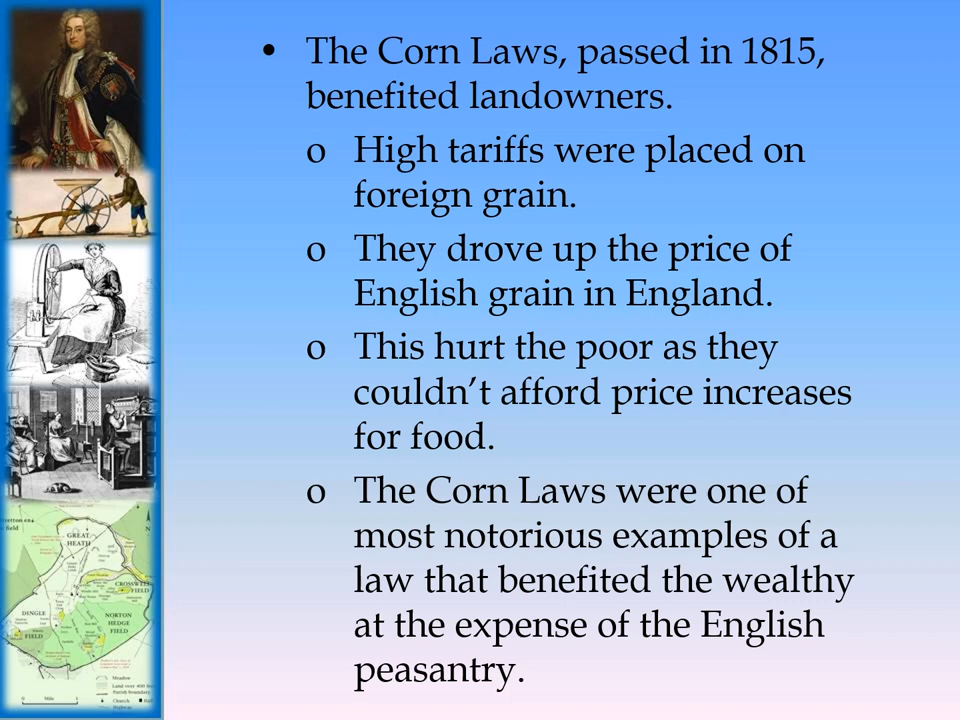 • The Corn Laws, passed in 1815,
benefited landowners.
o High tariffs were placed on
foreign grain.
o They drove up the price of
English grain in England.
o This hurt the poor as they
couldn't afford price increases
for food.
o The Corn Laws were one of
most notorious examples of a
law that benefited the wealthy
at the expense of the English
peasantry.
GREAT
HEATH
CROSSWELL
FIELD
DINGLE
FIELD
NORTON
HEDGE
FIELD
Meadow
Land over 400
Parish boundary
Church
0 Mile 1
N